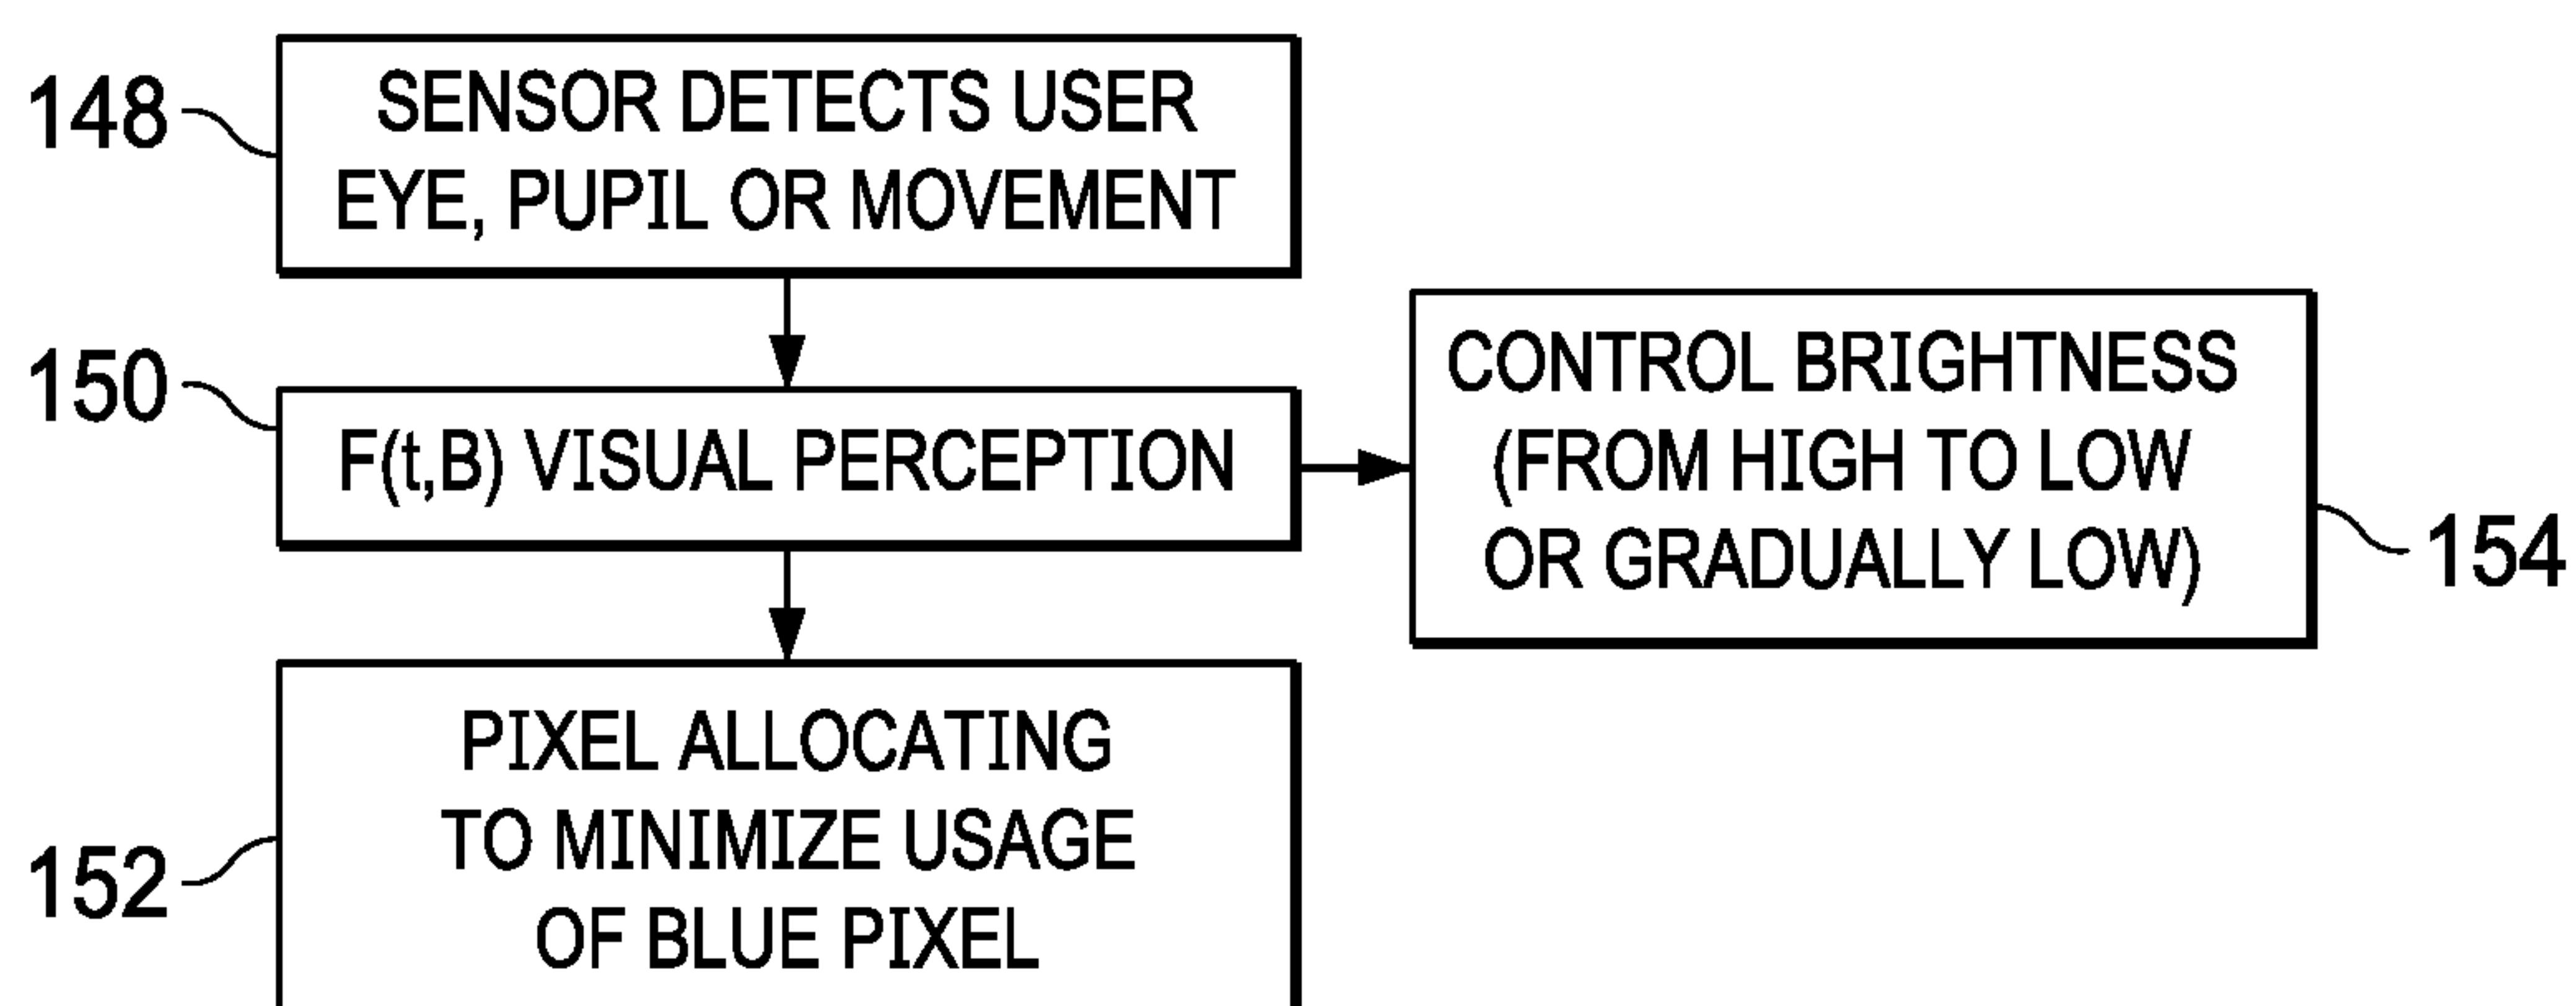 148
SENSOR DETECTS USER
EYE, PUPIL OR MOVEMENT
150
F(t,B) VISUAL PERCEPTION
CONTROL BRIGHTNESS
(FROM HIGH TO LOW
OR GRADUALLY LOW)
154
152
PIXEL ALLOCATING
TO MINIMIZE USAGE
OF BLUE PIXEL